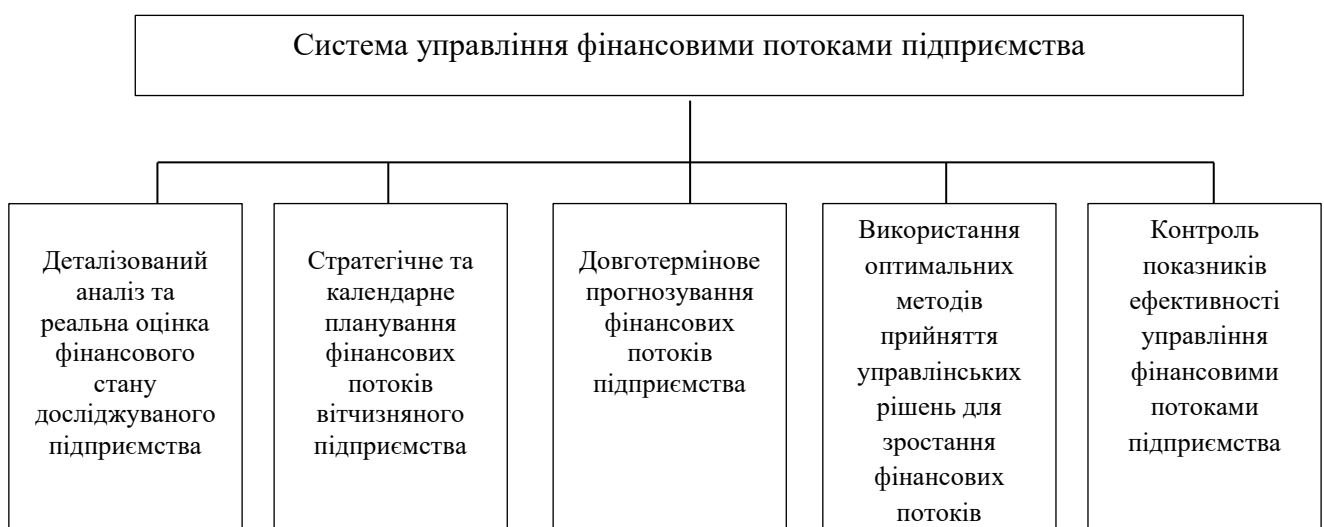 Система управління фінансовими потоками підприємства
Деталізований
аналіз та
реальна оцінка
фінансового
стану
досліджуваного
підприємства
Стратегічне та
календарне
планування
фінансових
потоків
вітчизняного
підприємства
Довготермінове
прогнозування
фінансових
потоків
підприємства
Використання
оптимальних
методів
прийняття
управлінських
рішень для
зростання
фінансових
потоків
Контроль
показників
ефективності
управління
фінансовими
потоками
підприємства